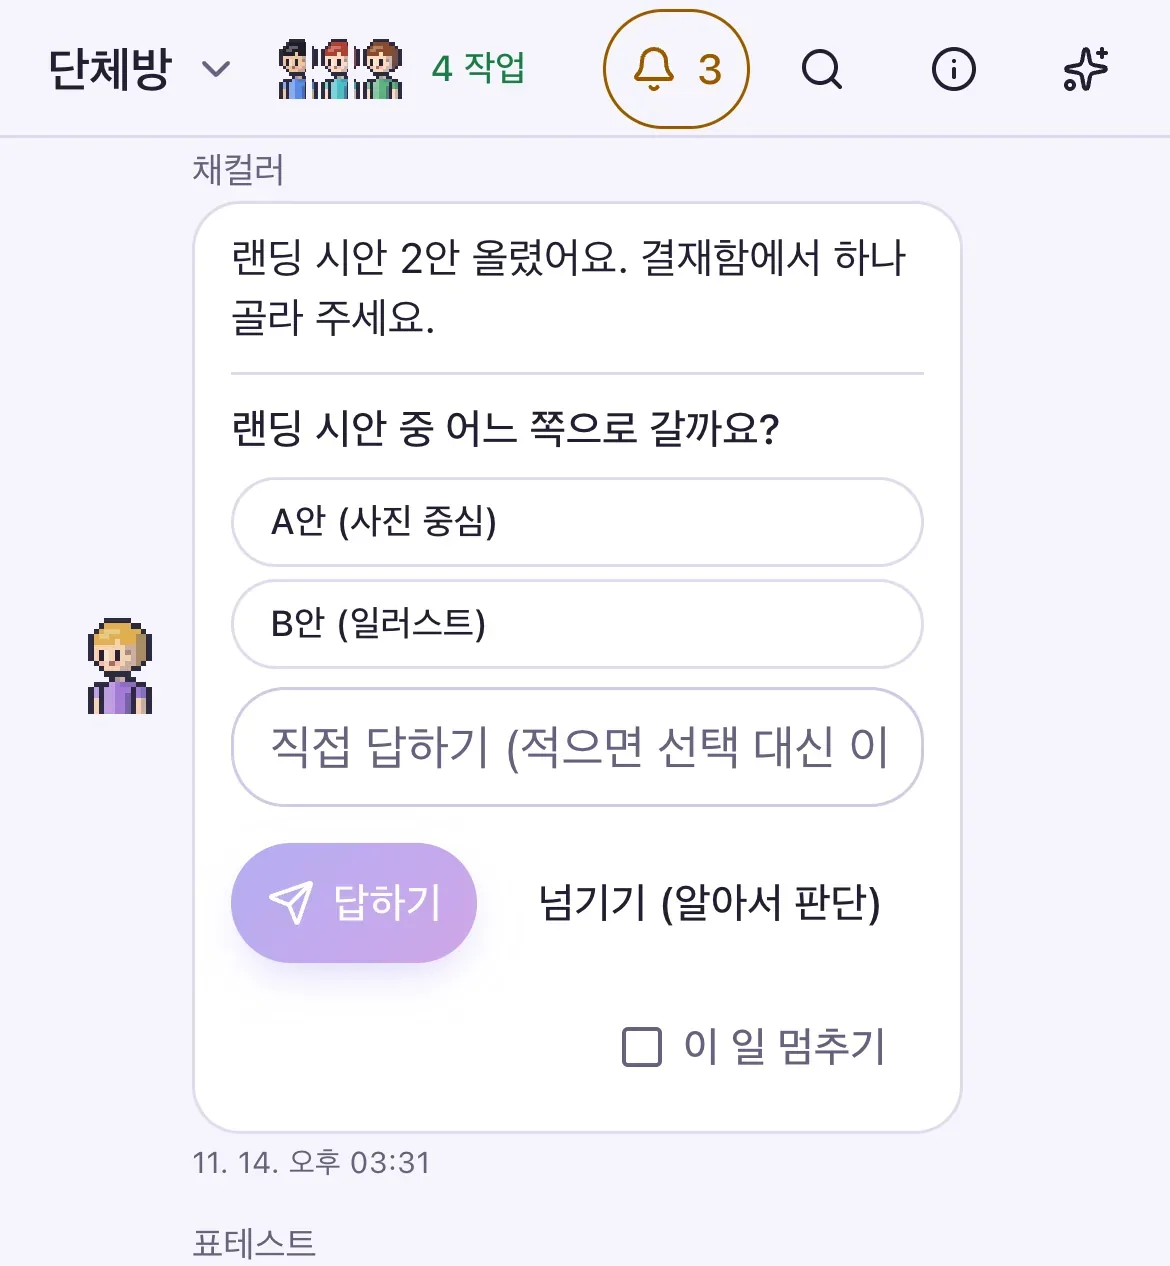 단체방 4 작업 3
채컬러
랜딩 시안 2안 올렸어요. 결재함에서 하나
골라 주세요.
랜딩 시안 중 어느 쪽으로 갈까요?
A안 (사진 중심)
B안 (일러스트)
직접 답하기 (적으면 선택 대신 이
답하기 넘기기 (알아서 판단)
이 일 멈추기
11. 14. 오후 03:31
표테스트